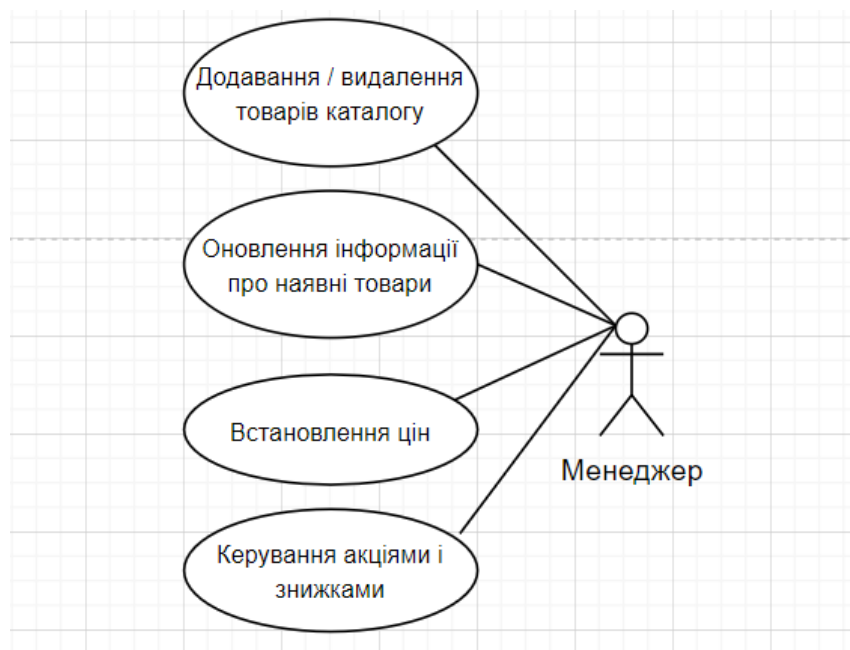 Додавання / видалення
товарів каталогу
Оновлення інформації
про наявні товари
Встановлення цін
Менеджер
Керування акціями і
знижками